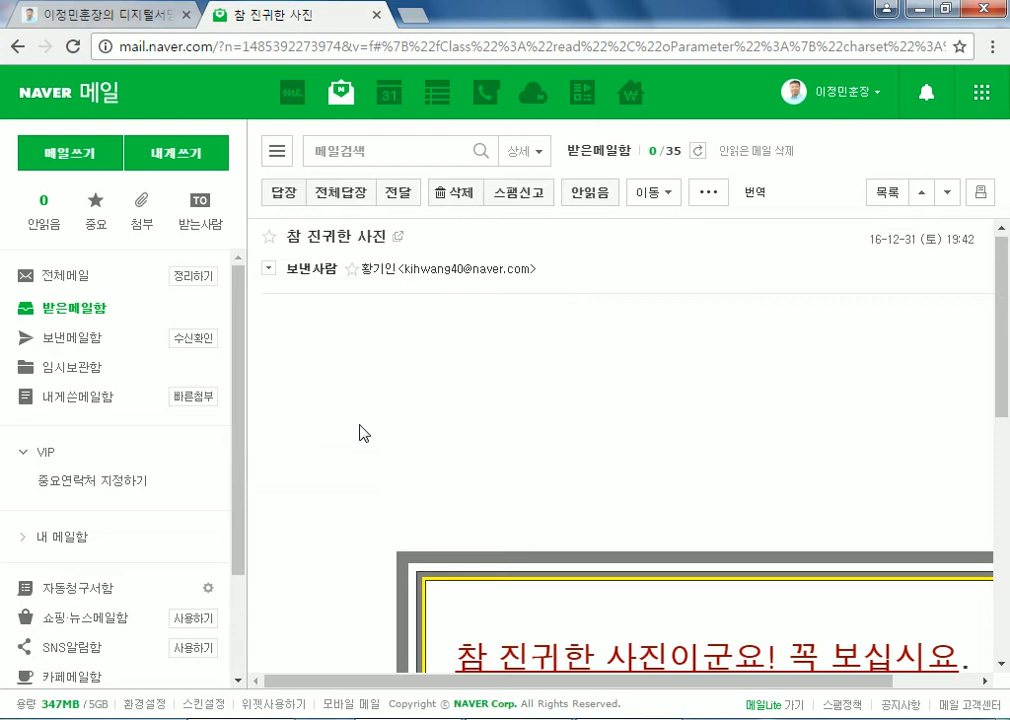 이정민훈장의 디지털서당
참 진귀한 사진
mail.naver.com/?n=1485392273974&v=f#%7B%22fClass%22%3A%22read%22%2C%22oParameter%22%3A%7B%22charset%22%3A%
NAVER 메일
me
31
W
이정민훈장
메일쓰기 내게쓰기
메일검색 상세 받은메일함 0/35 안읽은 메일 삭제
답장 전체답장 전달 삭제 스팸신고 안읽음 이동 ••• 번역 목록
0 TO
안읽음 중요 첨부 받는사람
참 진귀한 사진 16-12-31 (토) 19:42
보낸사람 황기인<kihwang40@naver.com>
전체메일 정리하기
받은메일함
보낸메일함 수신확인
임시보관함
내게쓴메일함 빠른첨부
VIP
중요연락처 지정하기
내 메일함
자동청구서함
쇼핑·뉴스메일함 사용하기
SNS알림함 사용하기
카페메일함
참 진귀한 사진이군요! 꼭 보십시요.
용량 347MB/5GB 환경설정 스킨설정 위젯사용하기 모바일 메일 Copyright © NAVER Corp. All Rights Reserved. 메일Lite 가기 스팸정책 공지사항 메일 고객센터